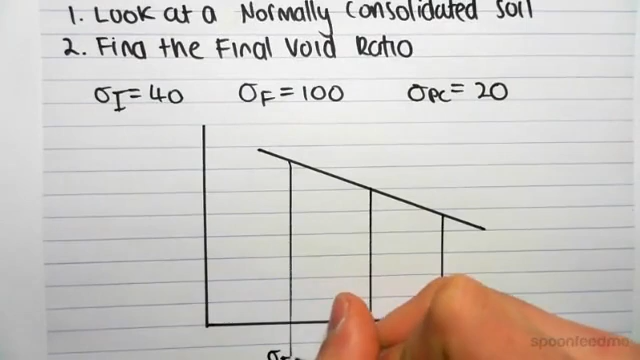 1. Look at a Normally Consolidated Soil
2. Find the Final Void Ratio
σI = 40 σF = 100 σPC = 20
spoonfeedme